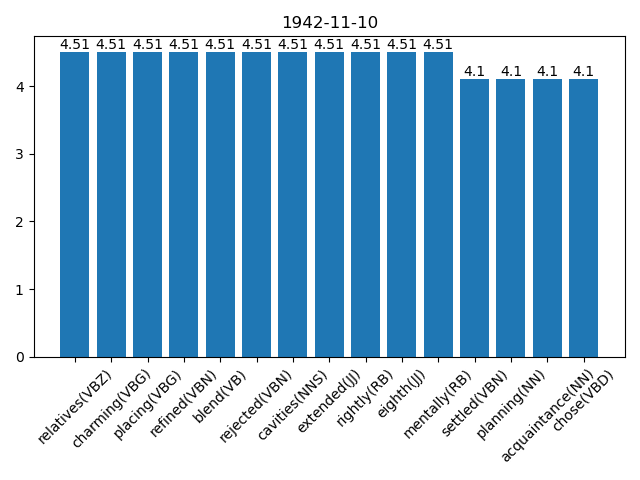 1942-11-10
4.51 4.51 4.51 4.51 4.51 4.51 4.51 4.51 4.51 4.51 4.51 4.1 4.1 4.1 4.1
4
3
2
1
0
relatives(VBZ)
charming(VBG)
placing(VBG)
refined(VBN)
blend(VB)
rejected(VBN)
cavities(NNS)
extended(JJ)
rightly(RB)
eighth(JJ)
mentally(RB)
settled(VBN)
planning(NN)
acquaintance(NN)
chose(VBD)